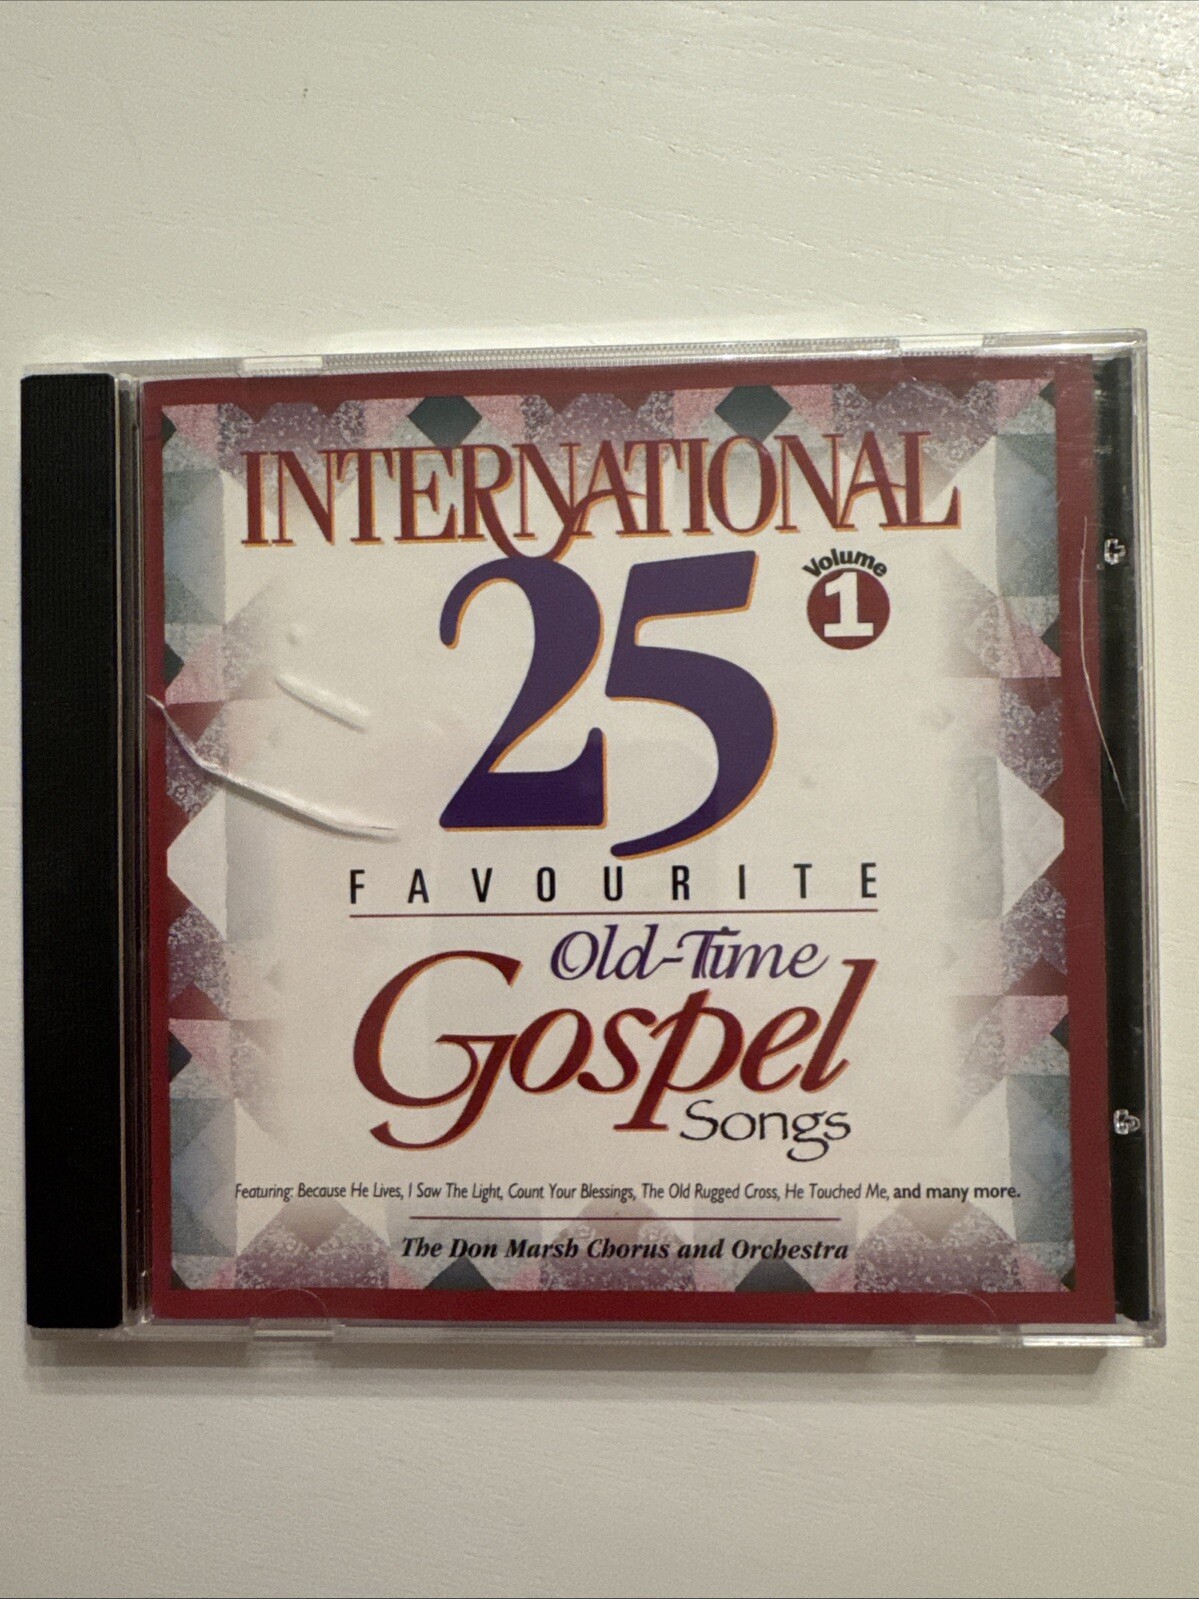 INTERNATIONAL
25
Volume
1
FAVOURITE
Old-Time
Gospel
Songs
Featuring: Because He Lives, I Saw The Light, Count Your Blessings, The Old Rugged Cross, He Touched Me, and many more.
The Don Marsh Chorus and Orchestra